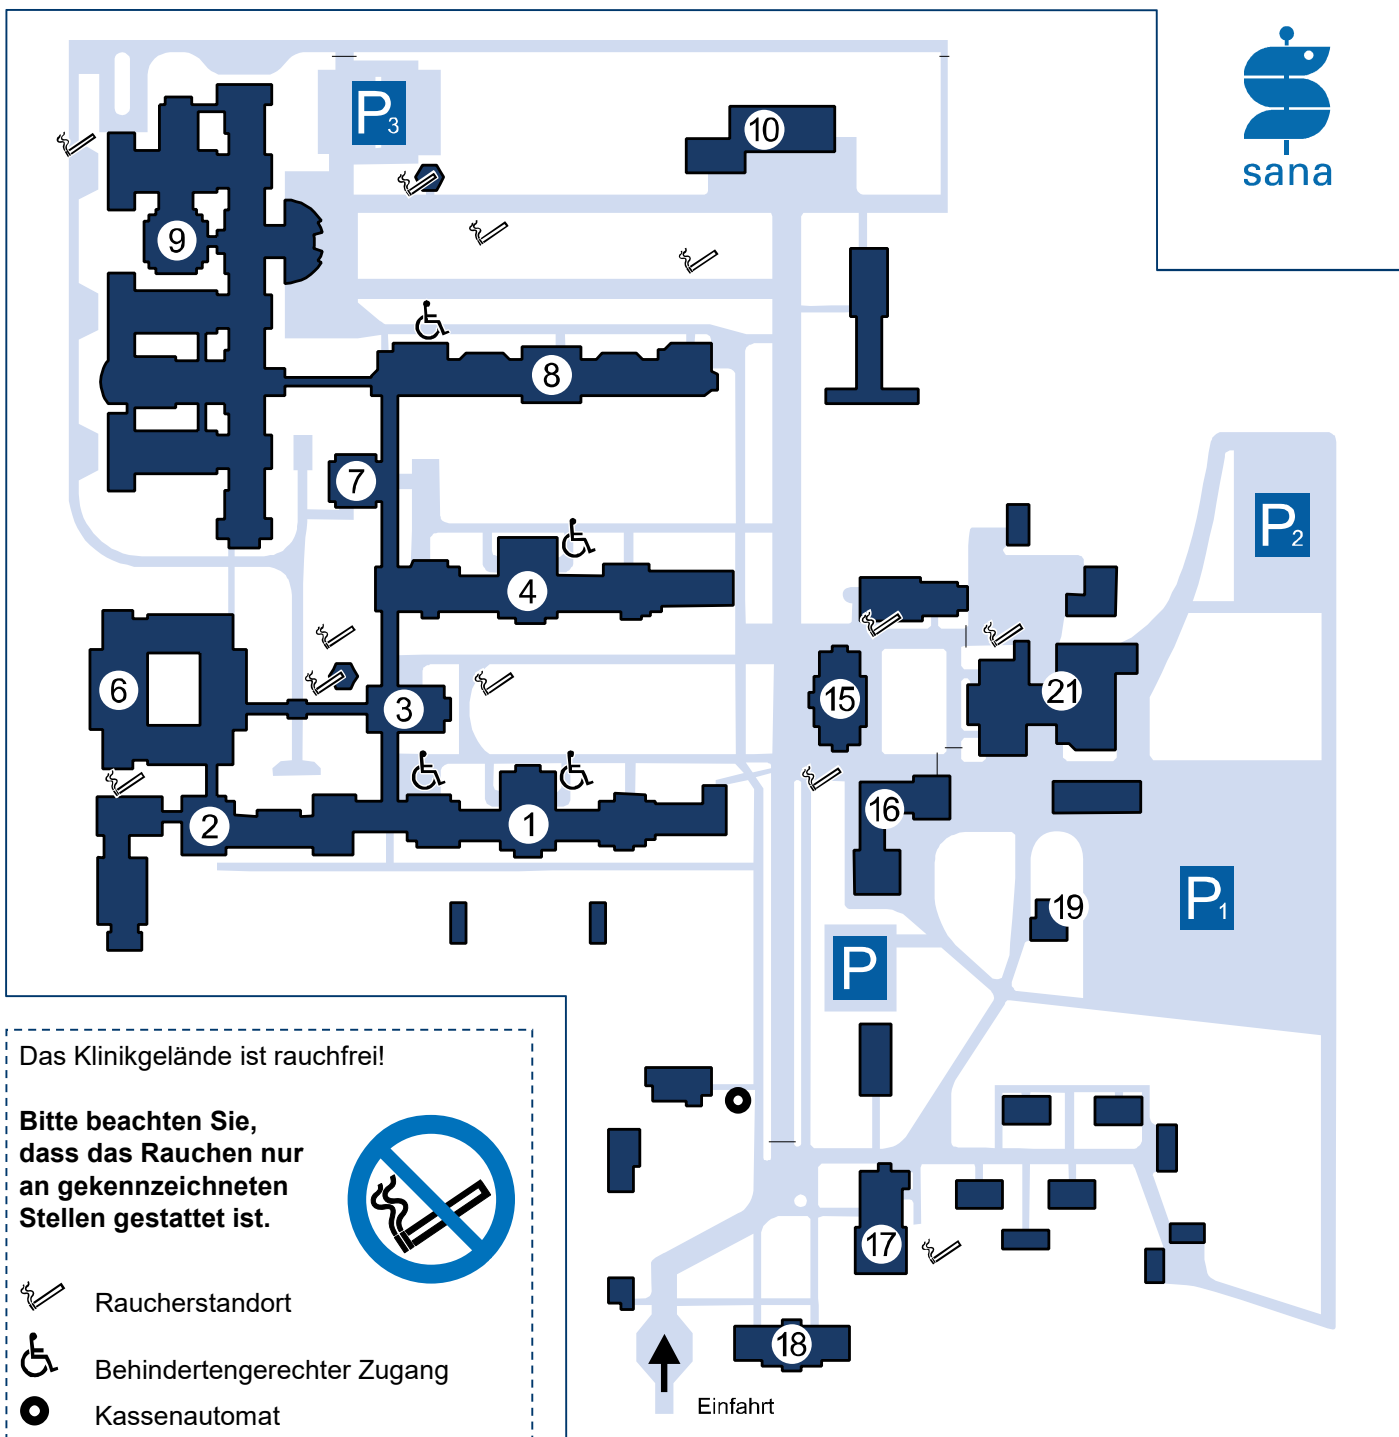 sana
P3
10
9
8
7
P2
4
6
3
15
21
2
1
16
19
P1
P
17
18
Einfahrt
Das Klinikgelände ist rauchfrei!
Bitte beachten Sie,
dass das Rauchen nur
an gekennzeichneten
Stellen gestattet ist.
Raucherstandort
Behindertengerechter Zugang
Kassenautomat